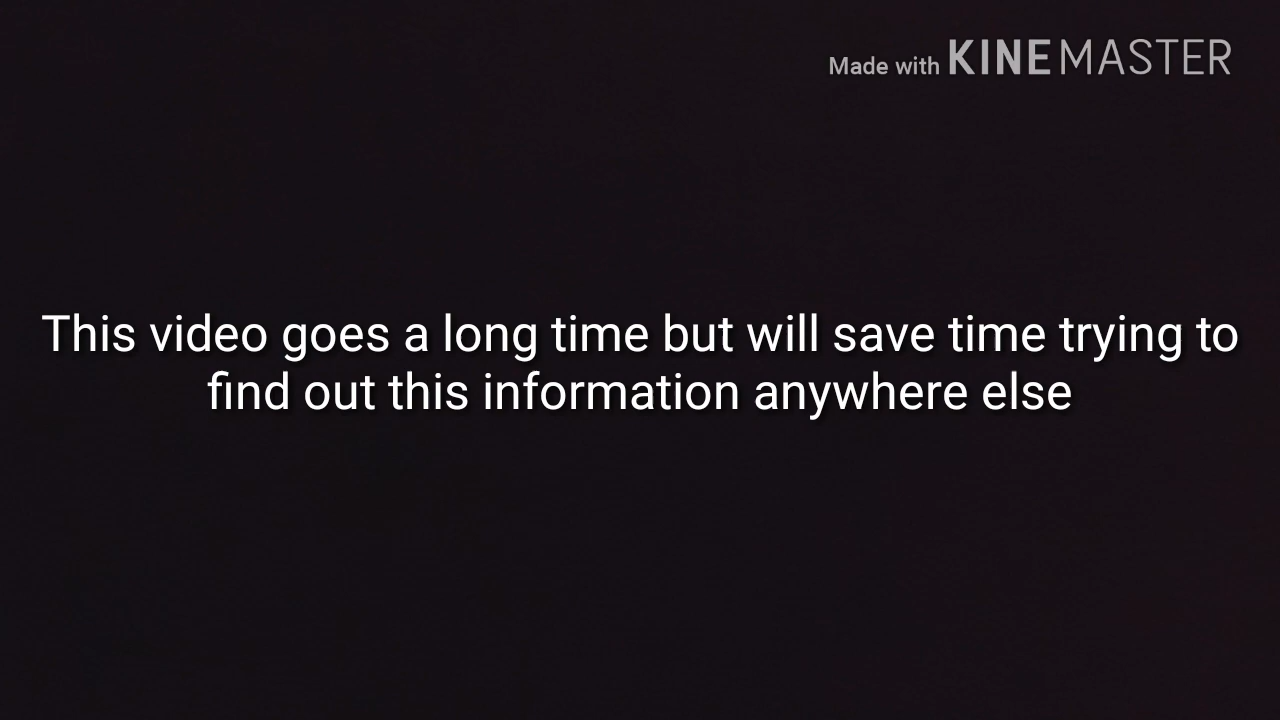 Made with KINEMASTER
This video goes a long time but will save time trying to
find out this information anywhere else